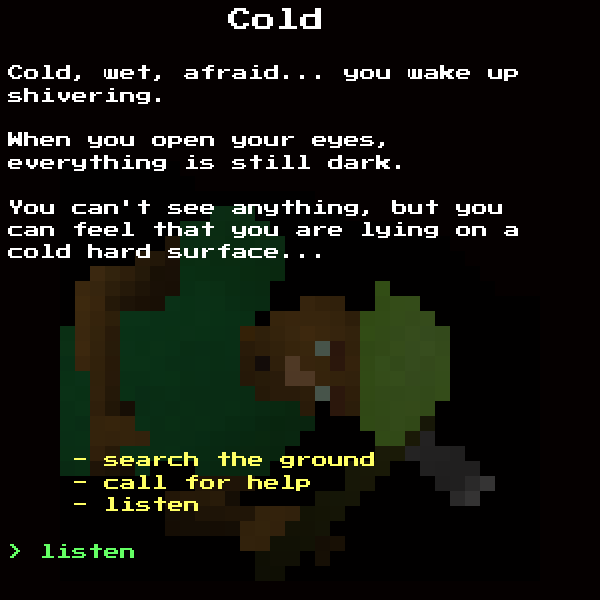 Cold
Cold, wet, afraid... you wake up
shivering.
When you open your eyes,
everything is still dark.
You can't see anything, but you
can feel that you are lying on a
cold hard surface...
- search the ground
- call for help
- listen
> listen